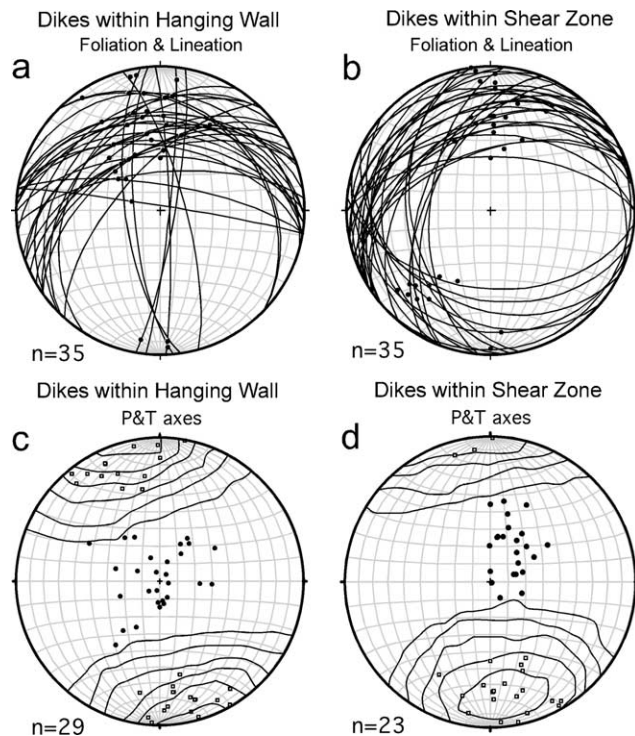 Dikes within Hanging Wall
Foliation & Lineation
a
n=35
Dikes within Shear Zone
Foliation & Lineation
b
n=35
Dikes within Hanging Wall
P&T axes
c
n=29
Dikes within Shear Zone
P&T axes
d
n=23